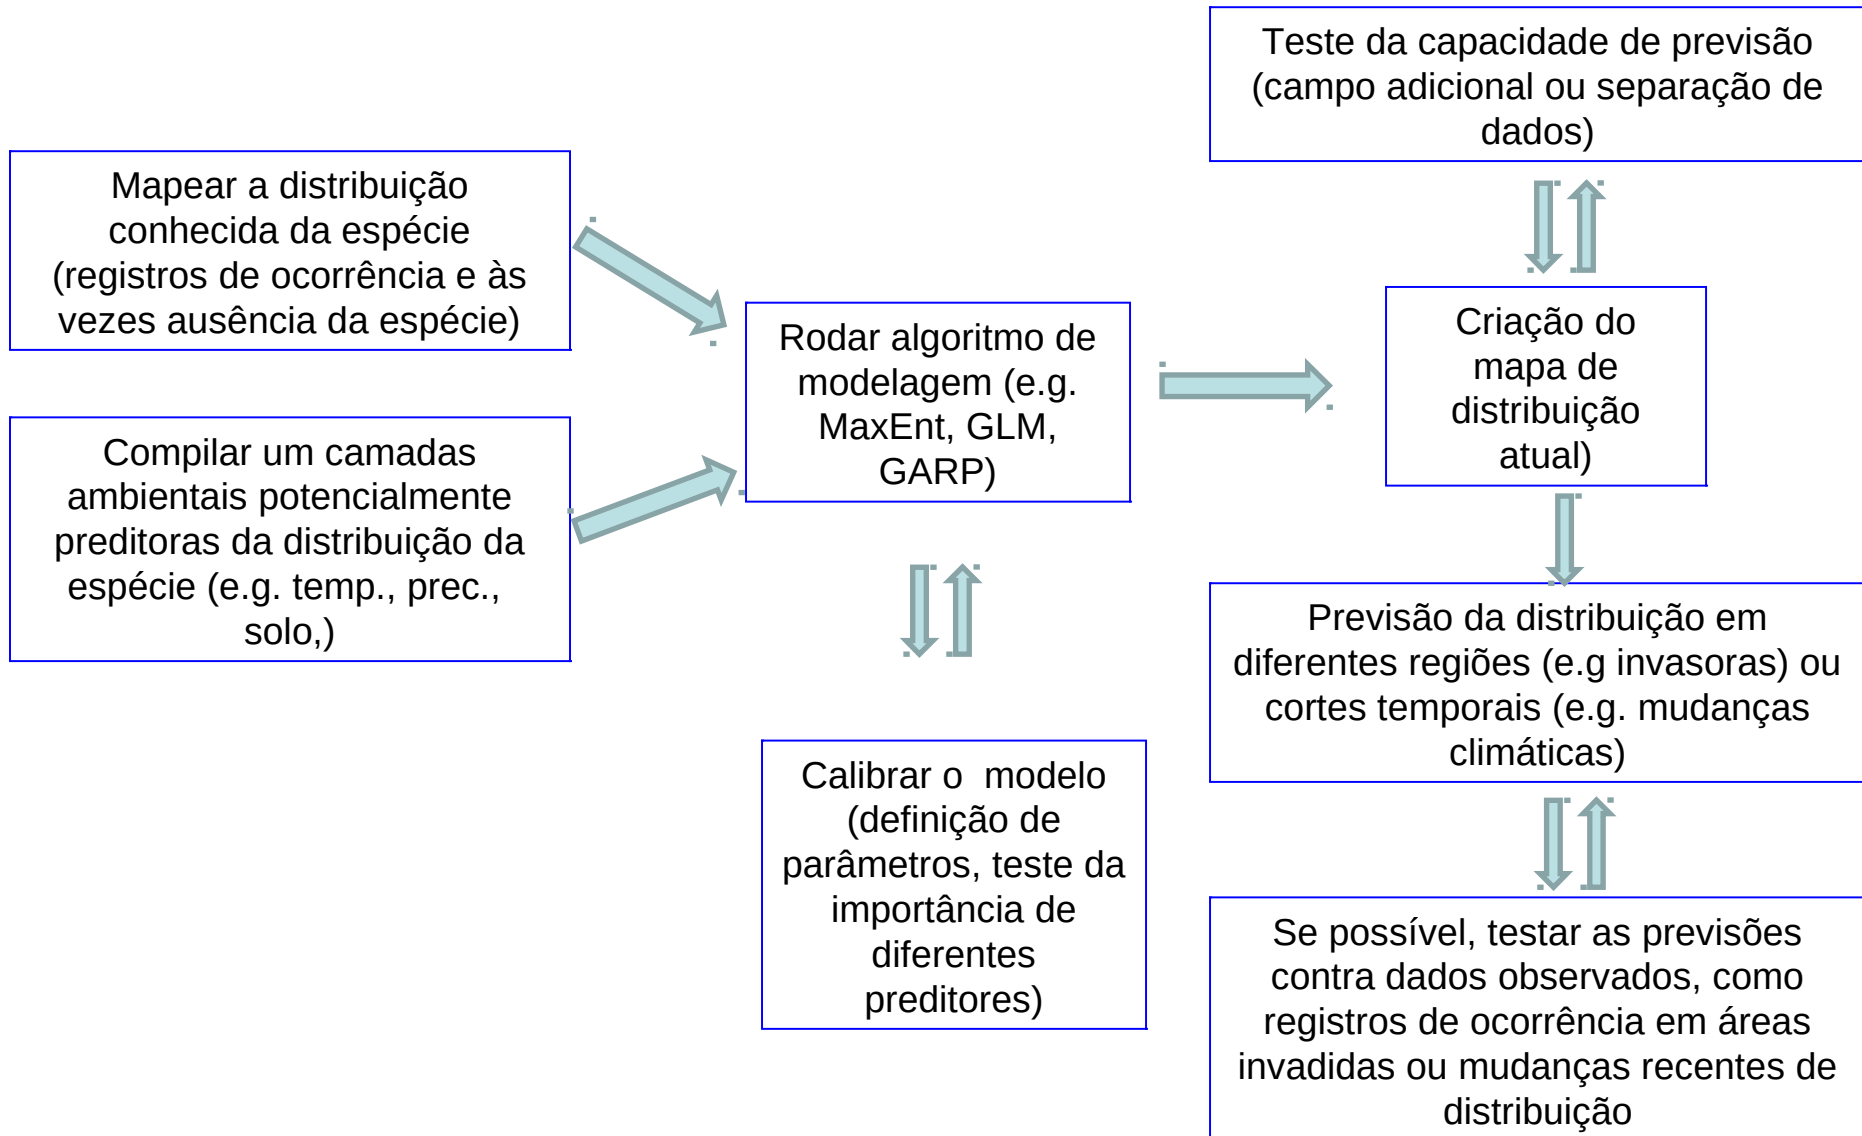 Mapear a distribuição
conhecida da espécie
(registros de ocorrência e às
vezes ausência da espécie)
Compilar um camadas
ambientais potencialmente
preditoras da distribuição da
espécie (e.g. temp., prec.,
solo,)
Rodar algoritmo de
modelagem (e.g.
MaxEnt, GLM,
GARP)
Calibrar o  modelo
(definição de
parâmetros, teste da
importância de
diferentes
preditores)
Teste da capacidade de previsão
(campo adicional ou separação de
dados)
Criação do
mapa de
distribuição
atual)
Previsão da distribuição em
diferentes regiões (e.g invasoras) ou
cortes temporais (e.g. mudanças
climáticas)
Se possível, testar as previsões
contra dados observados, como
registros de ocorrência em áreas
invadidas ou mudanças recentes de
distribuição